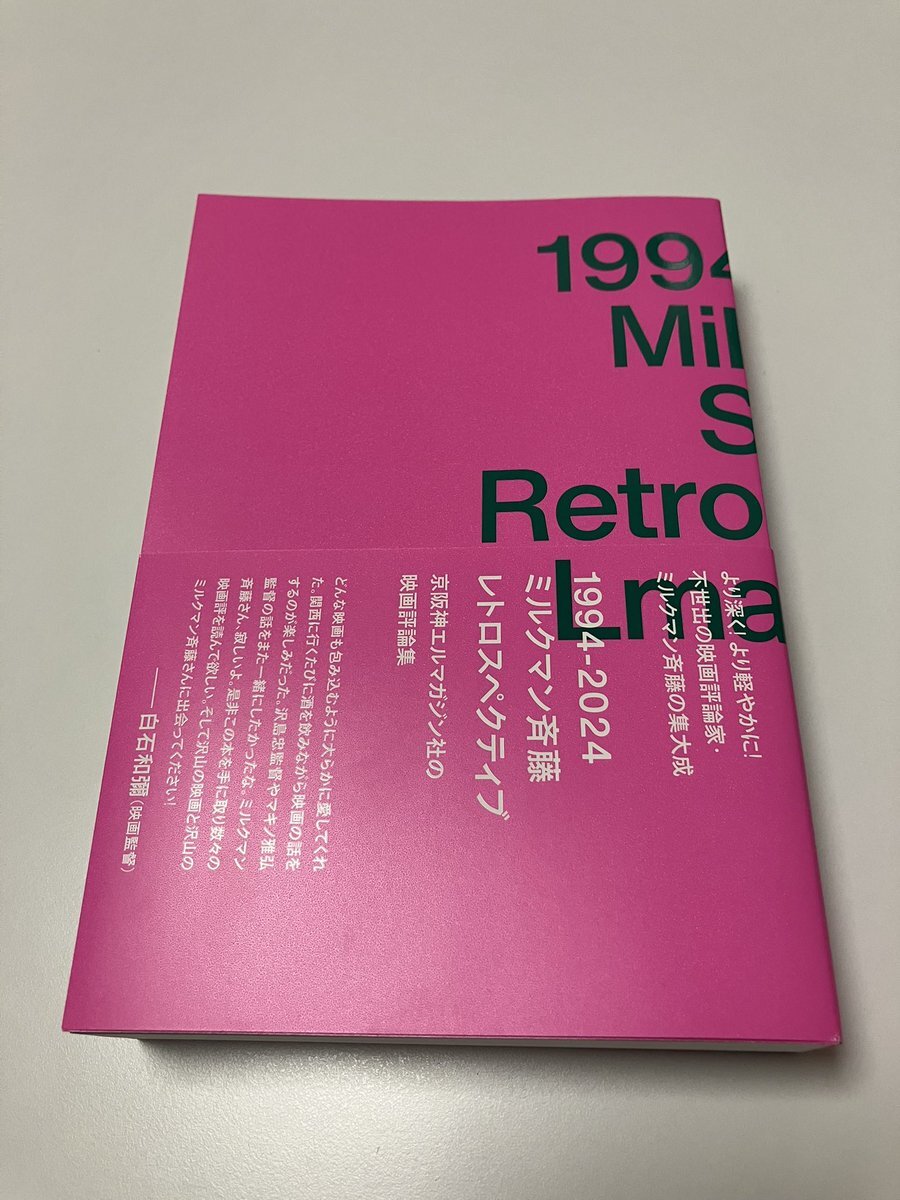 1994
Mil
S
Retro
Lma
より深く!より軽やかに!
不世出の映画評論家・
ミルクマン斉藤の集大成
1994-2024
ミルクマン斉藤
レトロスペクティブ
京阪神エルマガジン社の
映画評論集
どんな映画も包み込むように大らかに愛してくれ
た。関西に行くたびに酒を飲みながら映画の話を
するのが楽しみだった。沢島忠監督やマキノ雅弘
監督の話をまた一緒にしたかったな。ミルクマン
斉藤さん、寂しいよ。是非この本を手に取り数々の
映画評を読んで欲しい。そして沢山の映画と沢山の
ミルクマン斉藤さんに出会ってください!
——白石和彌(映画監督)